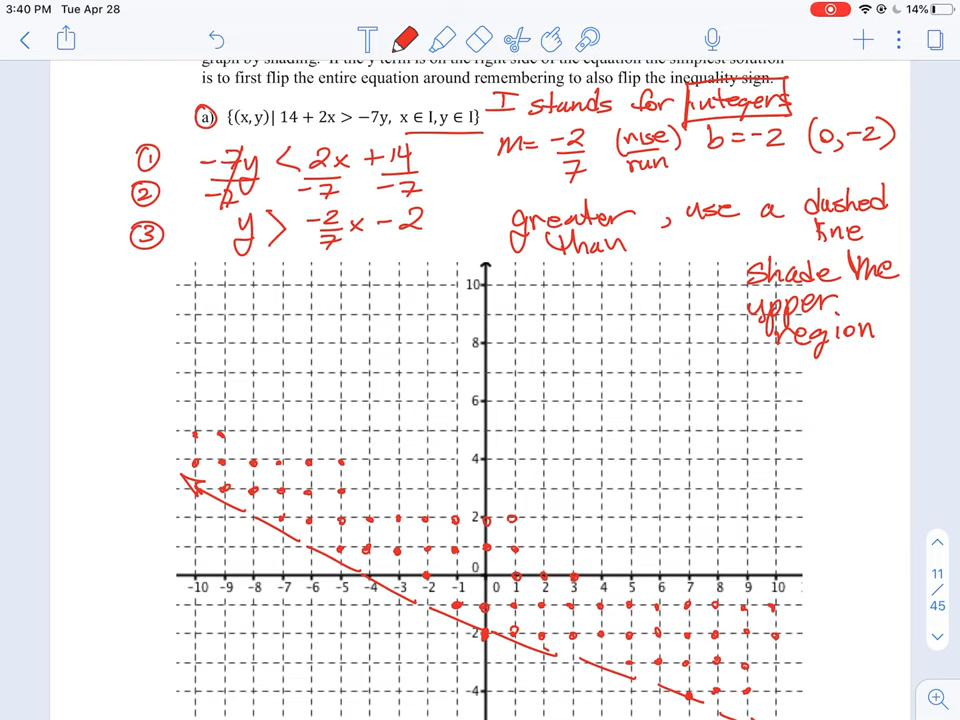 3:40 PM Tue Apr 28
14%
T
graph by shading. If the y term is on the right side of the equation the simplest solution
is to first flip the entire equation around remembering to also flip the inequality sign.
a) {(x, y)| 14 + 2x > −7y, x ∈ I, y ∈ I}
I stands for integers
① -7y < 2x + 14
m= -2/7 (rise/run) b = -2 (0, -2)
② -7 -7 -7
③ y > -2/7 x - 2
greater than, use a dashed line
shade the
upper
region
10
8
6
4
2
0
-10 -9 -8 -7 -6 -5 -4 -3 -2 -1 0 1 2 3 4 5 6 7 8 9 10
-2
-4
11
/
45